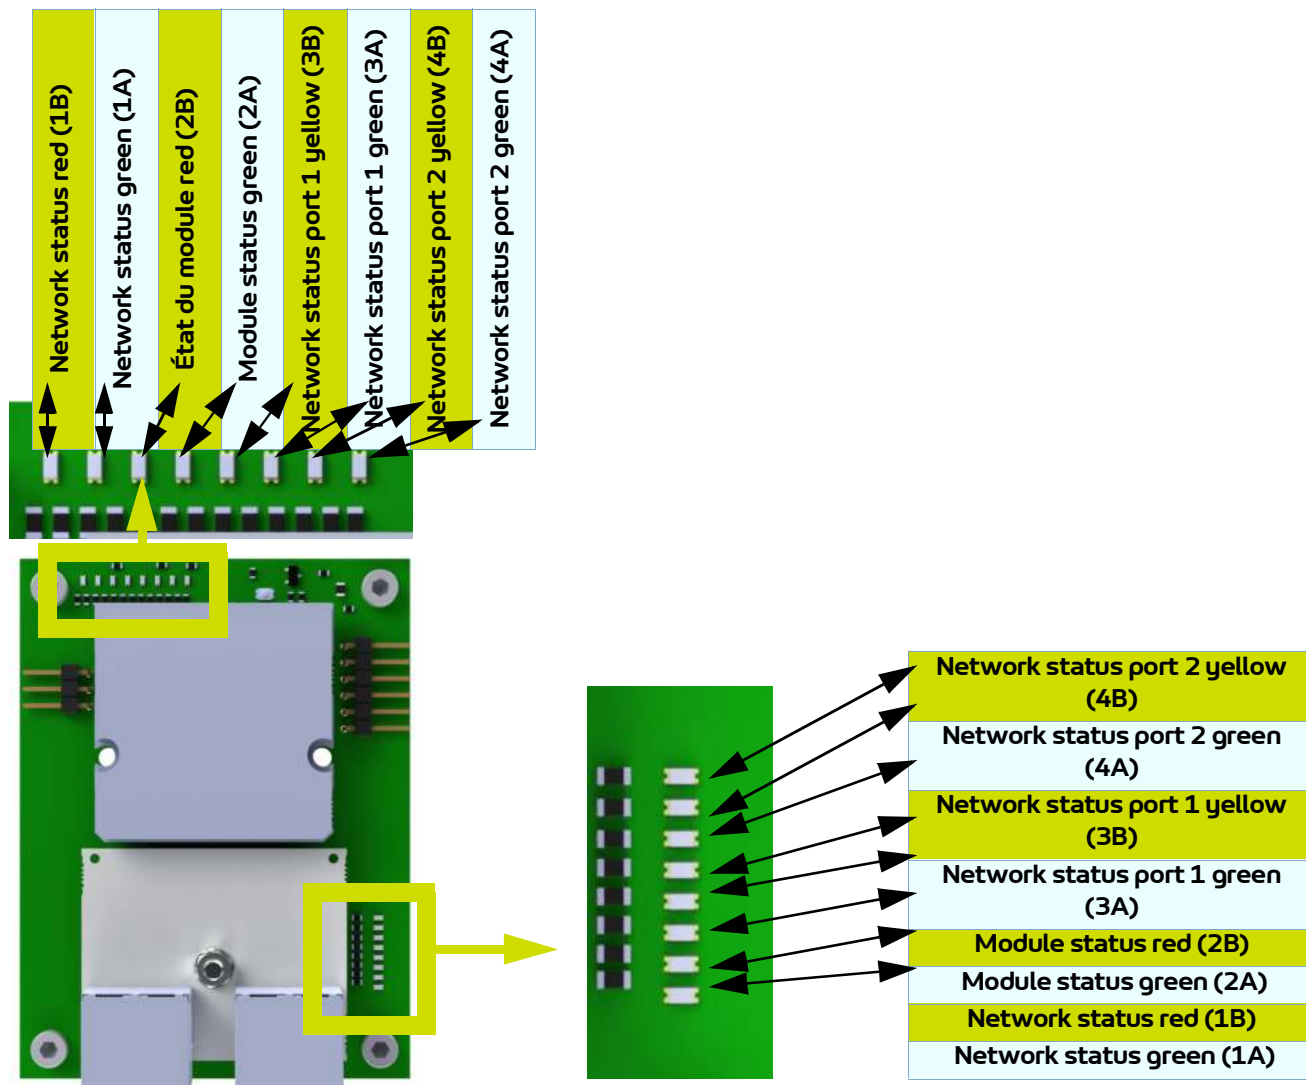 Network status red (1B)
Network status green (1A)
État du module red (2B)
Module status green (2A)
Network status port 1 yellow (3B)
Network status port 1 green (3A)
Network status port 2 yellow (4B)
Network status port 2 green (4A)
Network status port 2 yellow
(4B)
Network status port 2 green
(4A)
Network status port 1 yellow
(3B)
Network status port 1 green
(3A)
Module status red (2B)
Module status green (2A)
Network status red (1B)
Network status green (1A)